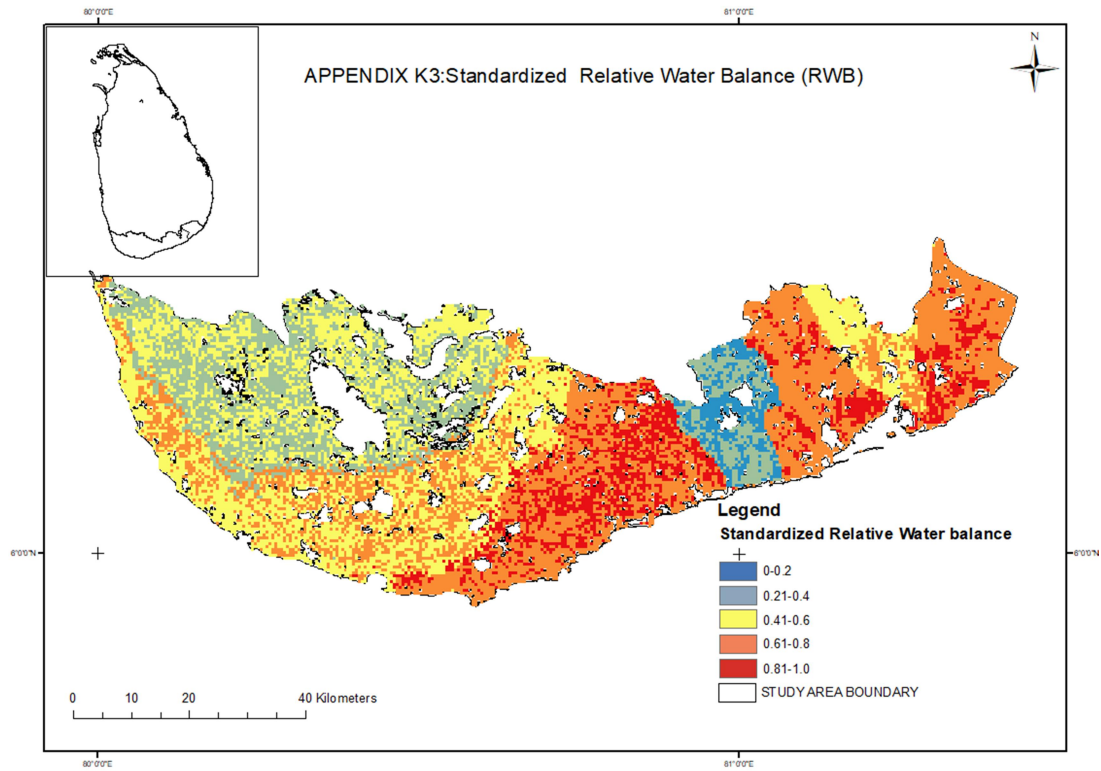 80°0'0"E 81°0'0"E
N
APPENDIX K3:Standardized Relative Water Balance (RWB)
Legend
Standardized Relative Water balance
6°0'0"N 6°0'0"N
0-0.2
0.21-0.4
0.41-0.6
0.61-0.8
0.81-1.0
STUDY AREA BOUNDARY
0 10 20 40 Kilometers
80°0'0"E 81°0'0"E